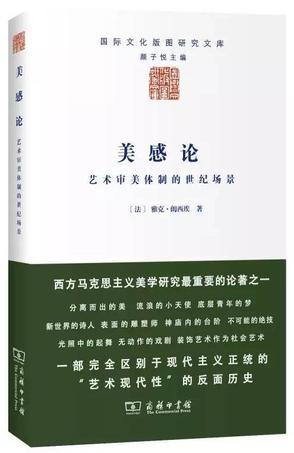 国际文化版图研究文库
颜子悦主编
美感论
艺术审美体制的世纪场景
〔法〕雅克·朗西埃 著
西方马克思主义美学研究最重要的论著之一
分离而出的美 流浪的小天使 底层青年的梦
新世界的诗人 表面的雕塑师 神庙内的台阶 不可能的绝技
光照中的起舞 无动作的戏剧 装饰艺术作为社会艺术
一部完全区别于现代主义正统的
“艺术现代性”的反面历史
商务印书馆
The Commercial Press
美感论
艺术审美体制的世纪场景
商务印书馆